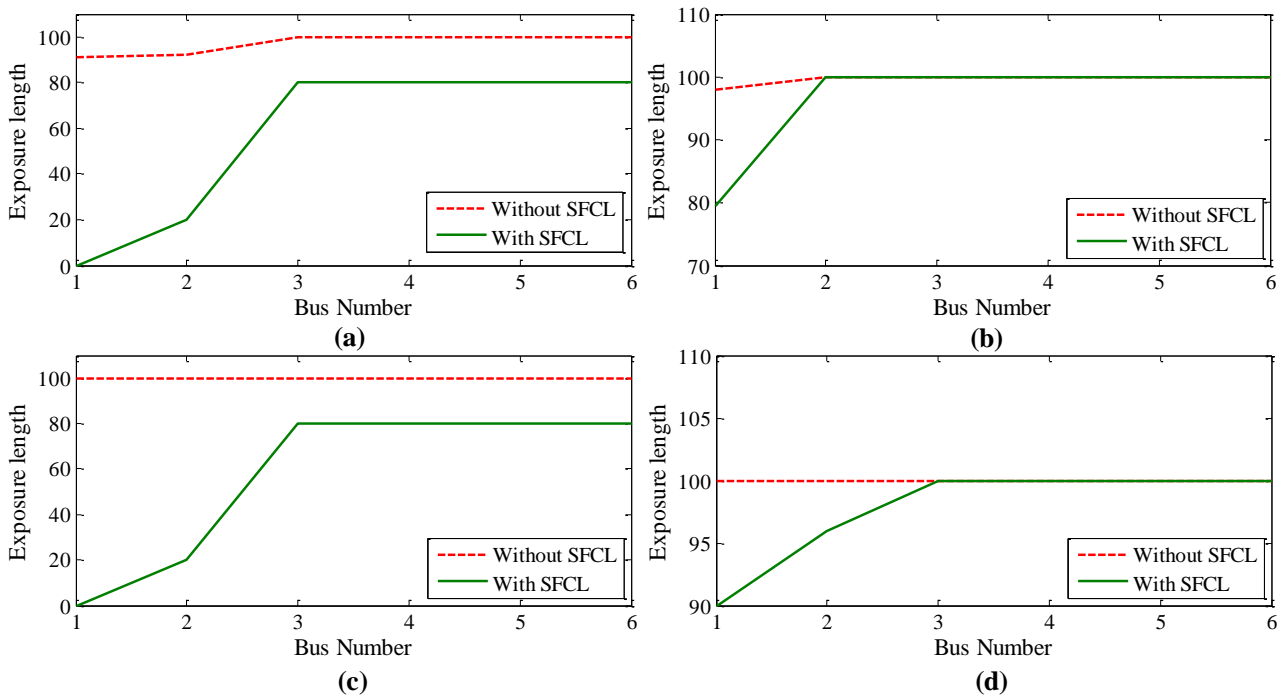 100
80
60
40
20
0
Exposure length
1 2 3 4 5 6
Bus Number
Without SFCL
With SFCL
(a)
110
100
90
80
70
Exposure length
1 2 3 4 5 6
Bus Number
Without SFCL
With SFCL
(b)
100
80
60
40
20
0
Exposure length
1 2 3 4 5 6
Bus Number
Without SFCL
With SFCL
(c)
110
105
100
95
90
Exposure length
1 2 3 4 5 6
Bus Number
Without SFCL
With SFCL
(d)